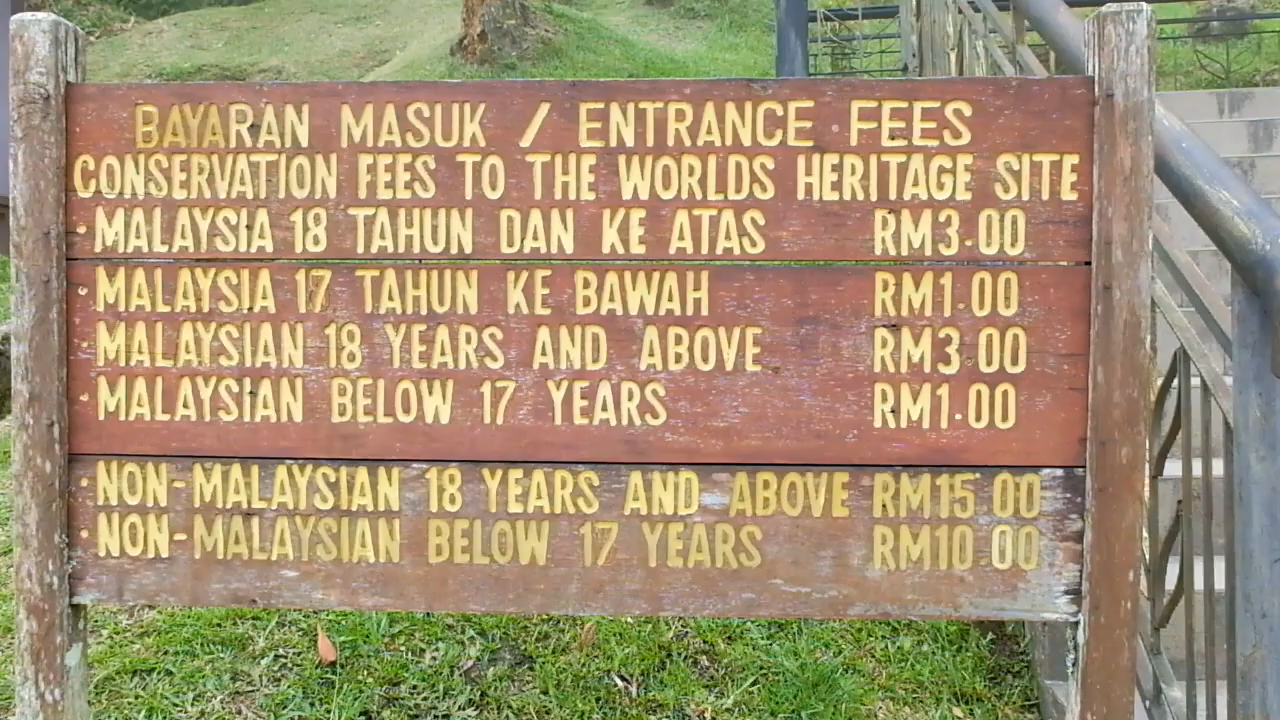 BAYARAN MASUK / ENTRANCE FEES
CONSERVATION FEES TO THE WORLDS HERITAGE SITE
·MALAYSIA 18 TAHUN DAN KE ATAS RM3.00
·MALAYSIA 17 TAHUN KE BAWAH RM1.00
·MALAYSIAN 18 YEARS AND ABOVE RM3.00
·MALAYSIAN BELOW 17 YEARS RM1.00
·NON-MALAYSIAN 18 YEARS AND ABOVE RM15.00
·NON-MALAYSIAN BELOW 17 YEARS RM10.00